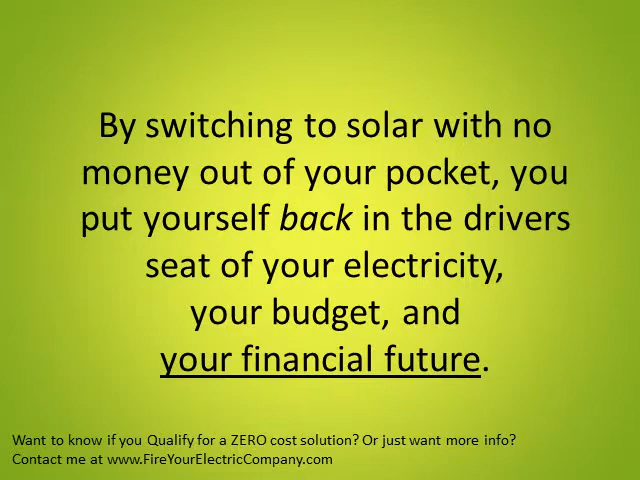 By switching to solar with no
money out of your pocket, you
put yourself back in the drivers
seat of your electricity,
your budget, and
your financial future.
Want to know if you Qualify for a ZERO cost solution? Or just want more info?
Contact me at www.FireYourElectricCompany.com